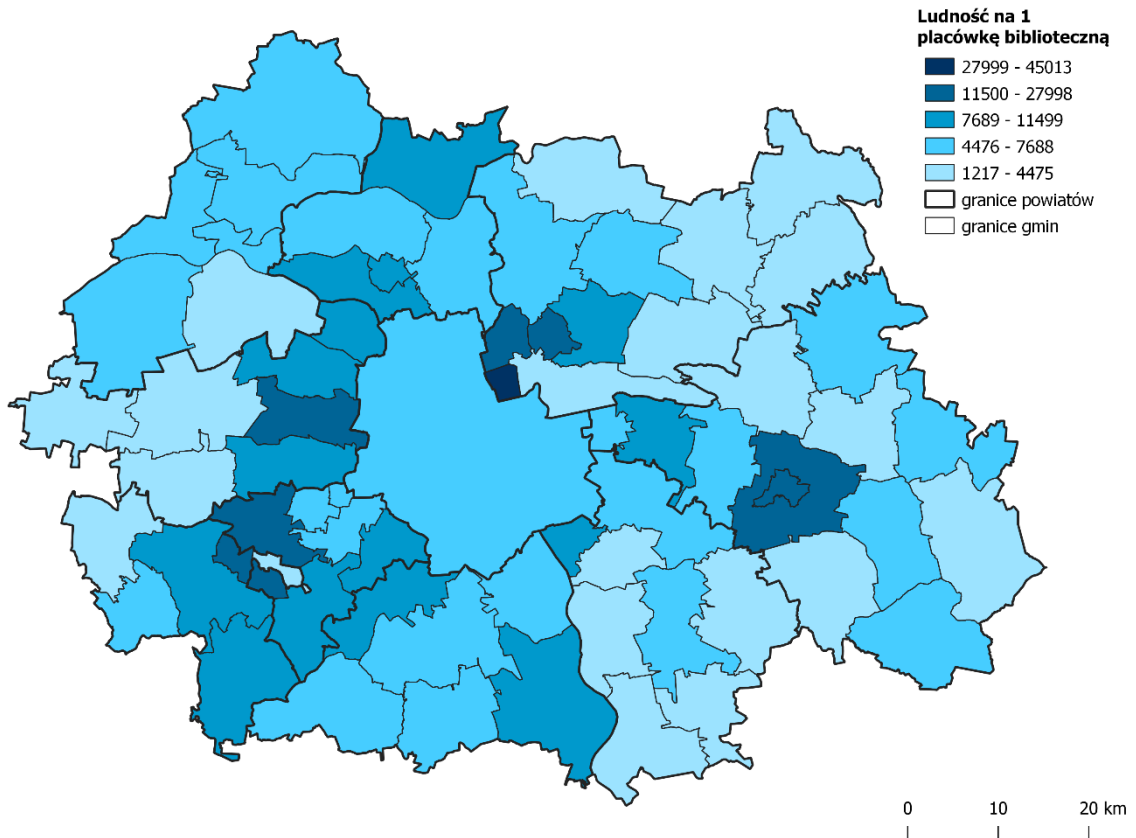 Ludność na 1
placówkę biblioteczną
27999 - 45013
11500 - 27998
7689 - 11499
4476 - 7688
1217 - 4475
granice powiatów
granice gmin
0 10 20 km